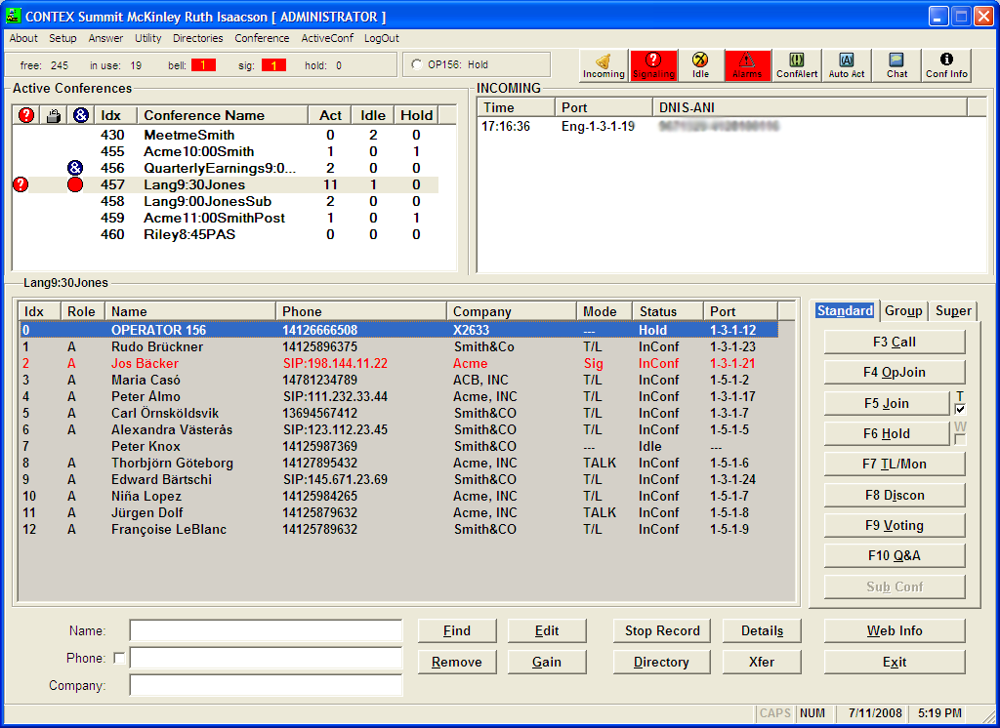 CONTEX Summit McKinley Ruth Isaacson [ ADMINISTRATOR ]
About Setup Answer Utility Directories Conference ActiveConf LogOut
free: 245 in use: 19 bell: 1 sig: 1 hold: 0 OP156: Hold
Incoming Signaling Idle Alarms ConfAlert Auto Act Chat Conf Info
Active Conferences
? & Idx Conference Name Act Idle Hold
430 MeetmeSmith 0 2 0
455 Acme10:00Smith 1 0 1
& 456 QuarterlyEarnings9:0... 2 0 0
? 457 Lang9:30Jones 11 1 0
458 Lang9:00JonesSub 2 0 0
459 Acme11:00SmithPost 1 0 1
460 Riley8:45PAS 0 0 0
INCOMING
Time Port DNIS-ANI
17:16:36 Eng-1-3-1-19
Lang9:30Jones
Idx Role Name Phone Company Mode Status Port
0 OPERATOR 156 14126666508 X2633 --- Hold 1-3-1-12
1 A Rudo Brückner 14125896375 Smith&Co T/L InConf 1-3-1-23
2 A Jos Bäcker SIP:198.144.11.22 Acme Sig InConf 1-3-1-21
3 A Maria Casó 14781234789 ACB, INC T/L InConf 1-5-1-2
4 A Peter Älmo SIP:111.232.33.44 Acme, INC T/L InConf 1-3-1-17
5 A Carl Örnsköldsvik 13694567412 Smith&CO T/L InConf 1-3-1-7
6 A Alexandra Västerås SIP:123.112.23.45 Smith&CO T/L InConf 1-5-1-5
7 Peter Knox 14125987369 Smith&CO --- Idle ---
8 A Thorbjörn Göteborg 14127895432 Acme, INC TALK InConf 1-5-1-6
9 A Edward Bärtschi SIP:145.671.23.69 Smith&CO T/L InConf 1-3-1-24
10 A Niña Lopez 14125984265 Acme, INC T/L InConf 1-5-1-7
11 A Jürgen Dolf 14125879632 Acme, INC TALK InConf 1-5-1-8
12 A Françoise LeBlanc 14125789632 Smith&CO T/L InConf 1-5-1-9
Standard Group Super
F3 Call
F4 OpJoin
F5 Join T
F6 Hold W
F7 TL/Mon
F8 Discon
F9 Voting
F10 Q&A
Sub Conf
Name: Find Edit Stop Record Details Web Info
Phone: Remove Gain Directory Xfer Exit
Company:
CAPS NUM 7/11/2008 5:19 PM